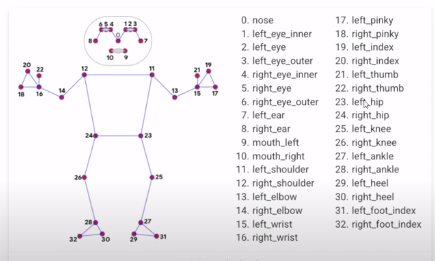 6 5 4 1 2 3
0
8 7
10 9
20 22
18 16
14
12 11
21 19
15 17
13
24 23
26 25
28 27
32 30 29 31
0. nose
1. left_eye_inner
2. left_eye
3. left_eye_outer
4. right_eye_inner
5. right_eye
6. right_eye_outer
7. left_ear
8. right_ear
9. mouth_left
10. mouth_right
11. left_shoulder
12. right_shoulder
13. left_elbow
14. right_elbow
15. left_wrist
16. right_wrist
17. left_pinky
18. right_pinky
19. left_index
20. right_index
21. left_thumb
22. right_thumb
23. left_hip
24. right_hip
25. left_knee
26. right_knee
27. left_ankle
28. right_ankle
29. left_heel
30. right_heel
31. left_foot_index
32. right_foot_index